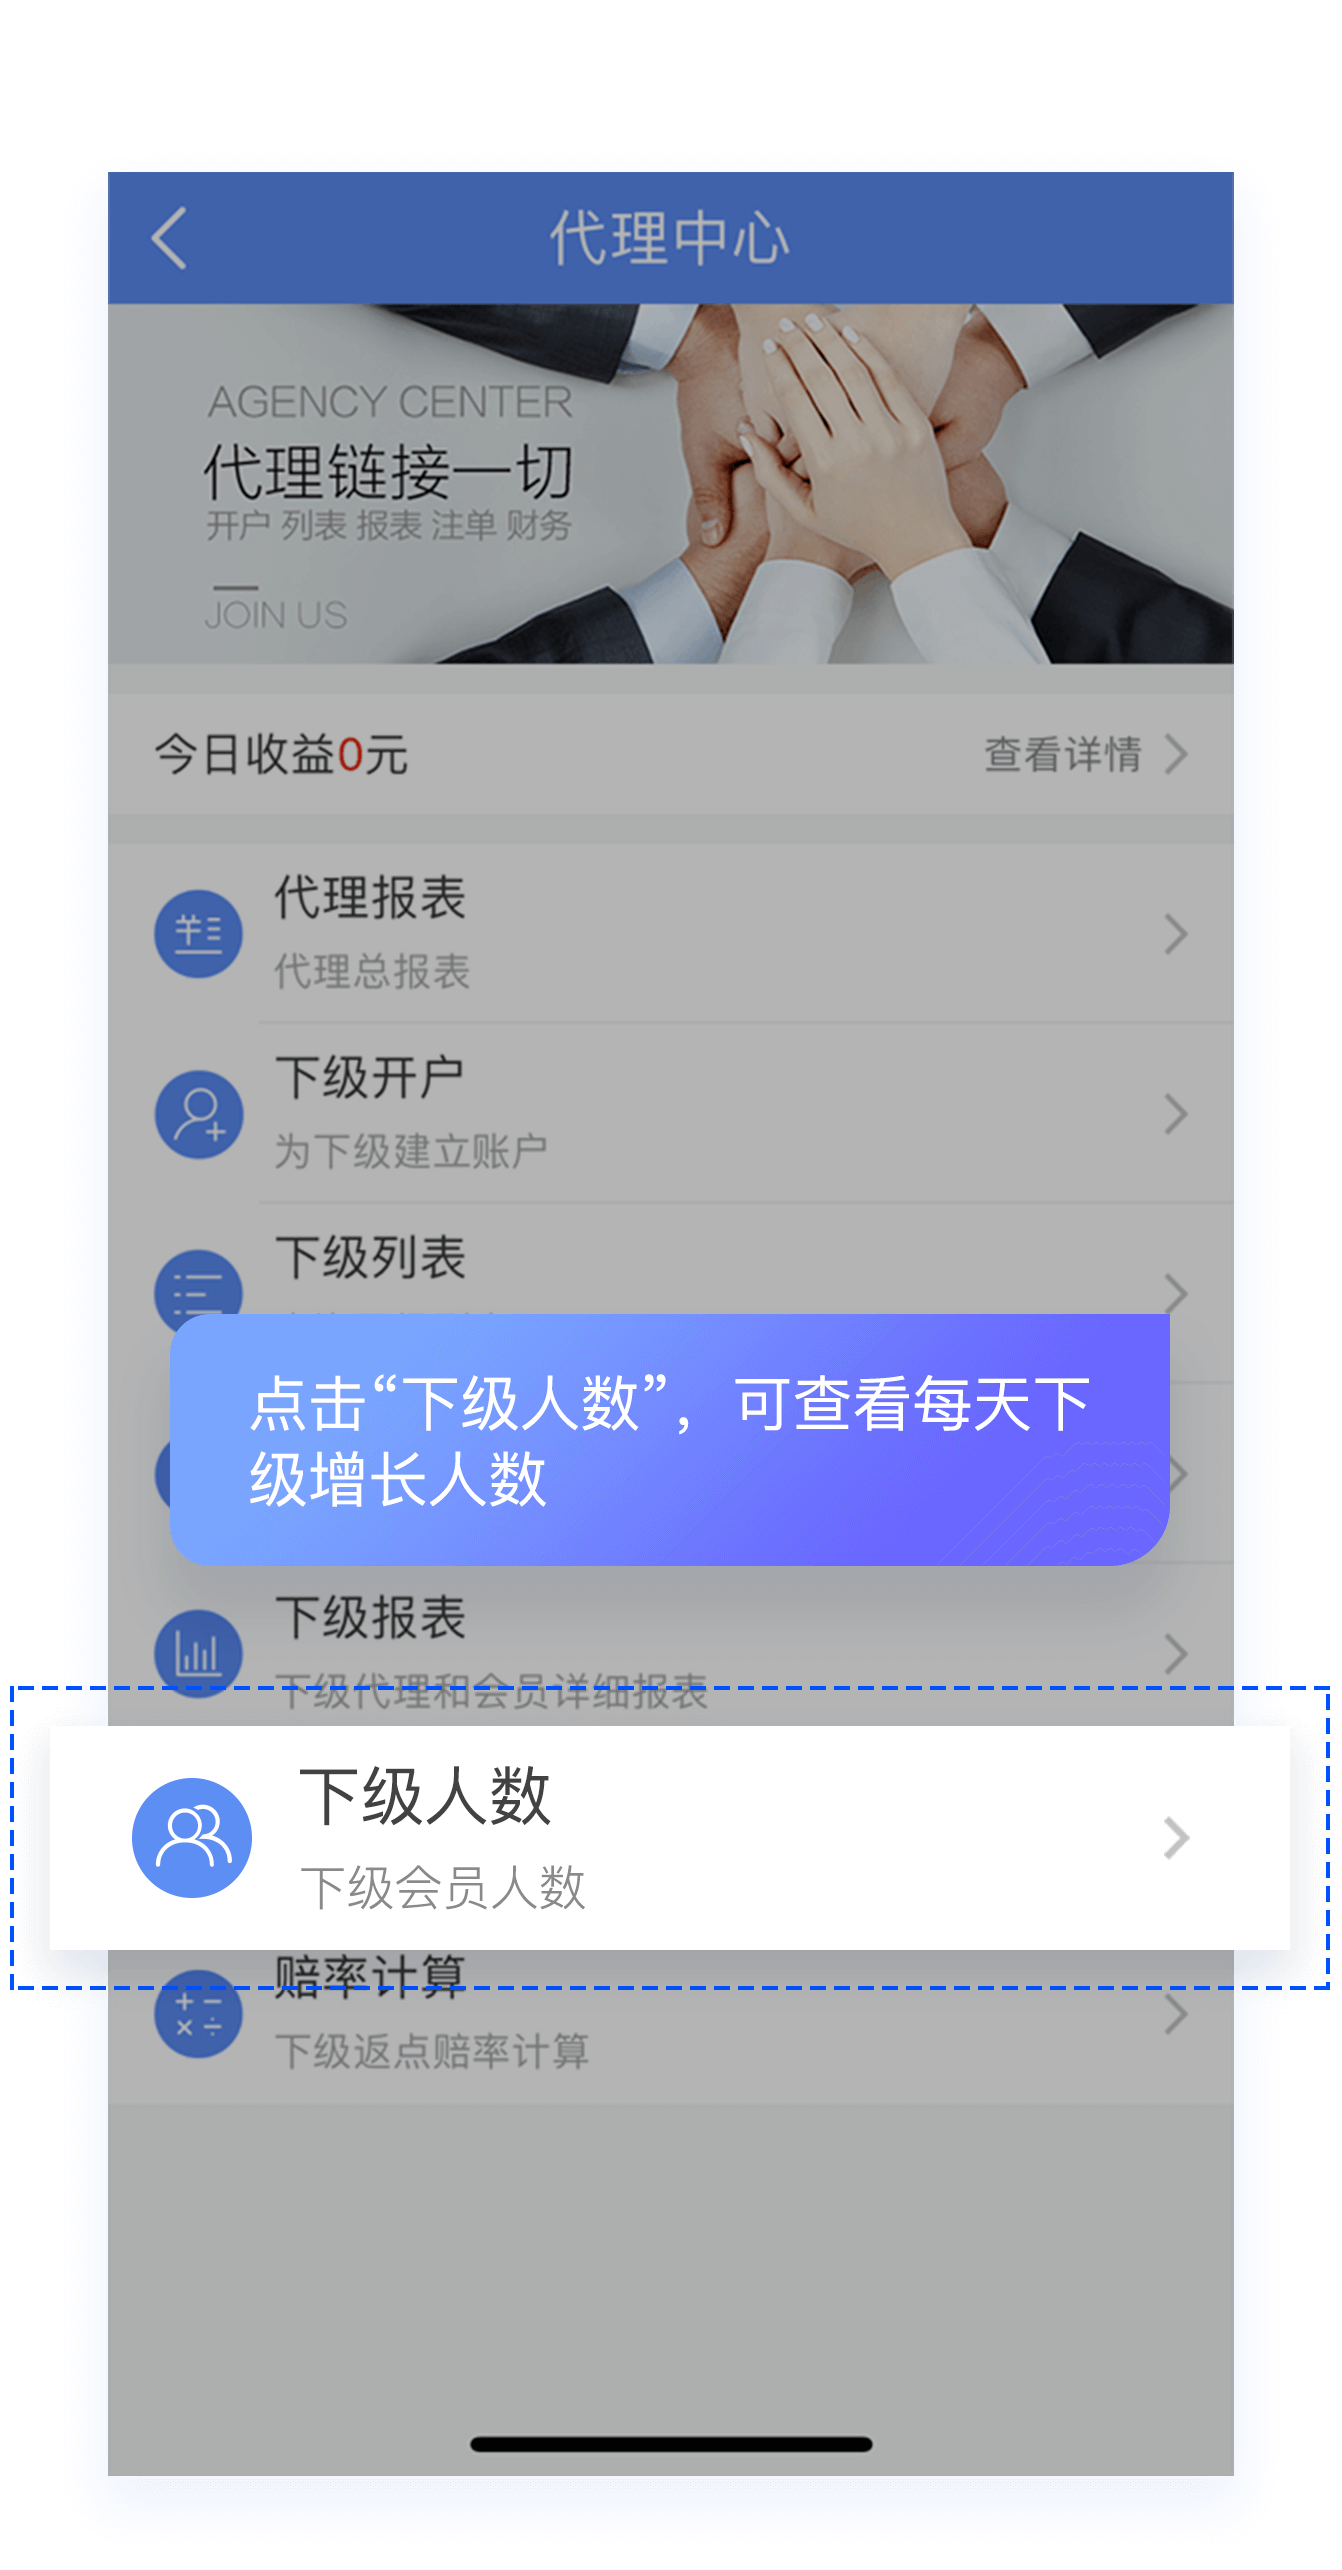 代理中心
AGENCY CENTER
代理链接一切
开户 列表 报表 注单 财务
JOIN US
今日收益0元
查看详情
代理报表
代理总报表
下级开户
为下级建立账户
下级列表
点击“下级人数”，可查看每天下
级增长人数
下级报表
下级代理和会员详细报表
下级人数
下级会员人数
赔率计算
下级返点赔率计算